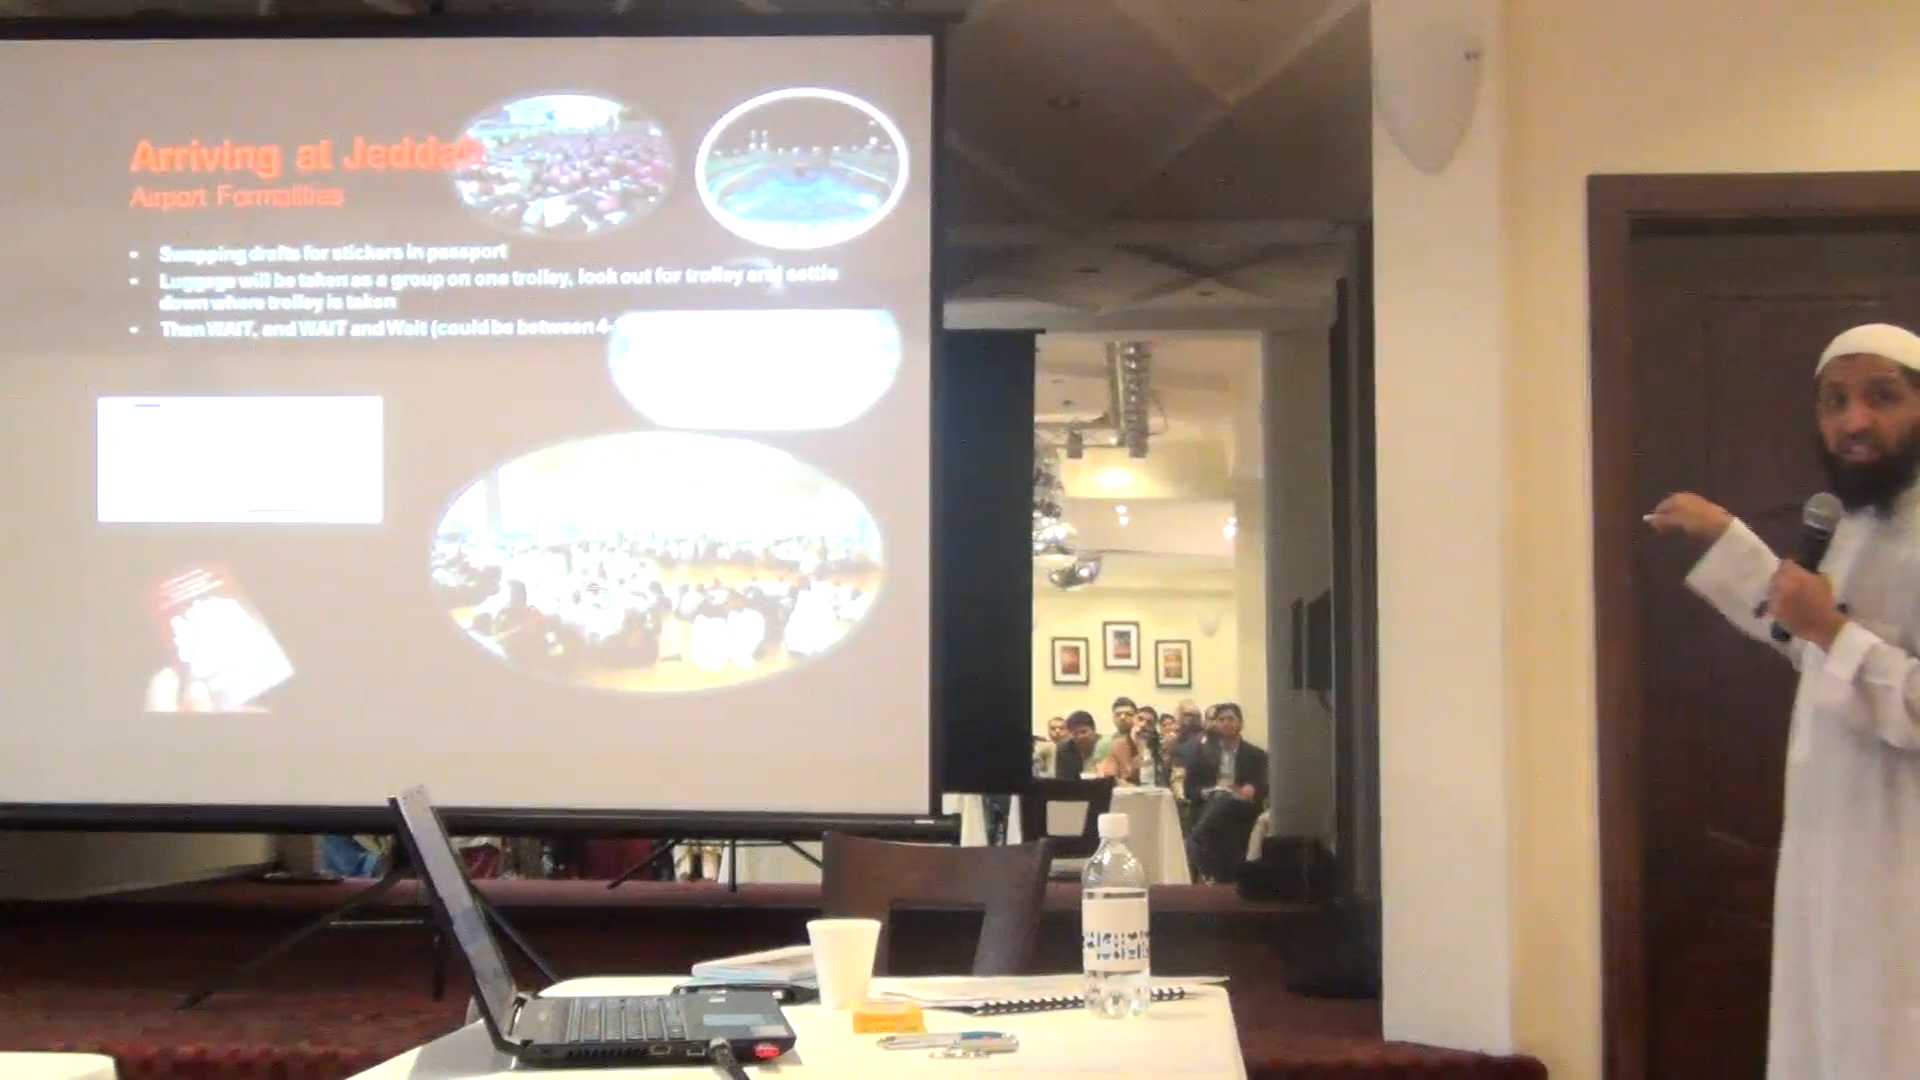 Arriving at Jeddah
Airport Formalities
• Swapping drafts for stickers in passport
• Luggage will be taken as a group on one trolley, look out for trolley and settle
down where trolley is taken
• Then WAIT, and WAIT and Wait (could be between 4-